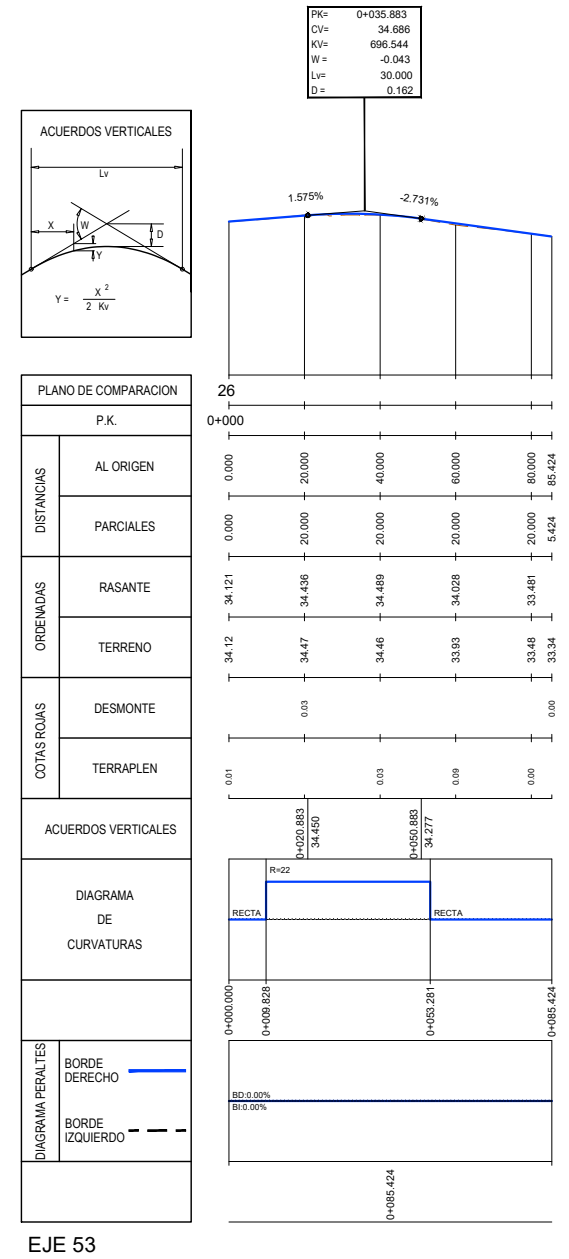 PK= 0+035.883
CV= 34.686
KV= 696.544
W = -0.043
Lv= 30.000
D = 0.162
ACUERDOS VERTICALES
Lv
X
W
D
Y
Y = X 2
2 Kv
1.575%
-2.731%
PLANO DE COMPARACION 26
P.K. 0+000
DISTANCIAS
AL ORIGEN 0.000 20.000 40.000 60.000 80.000 85.424
PARCIALES 0.000 20.000 20.000 20.000 20.000 5.424
ORDENADAS
RASANTE 34.121 34.436 34.489 34.028 33.481
TERRENO 34.12 34.47 34.46 33.93 33.48 33.34
COTAS ROJAS
DESMONTE 0.03 0.00
TERRAPLEN 0.01 0.03 0.09 0.00
ACUERDOS VERTICALES 0+020.883 34.450 0+050.883 34.277
DIAGRAMA
DE
CURVATURAS
R=22
RECTA RECTA
0+000.000 0+009.828 0+053.281 0+085.424
DIAGRAMA PERALTES
BORDE
DERECHO
BORDE
IZQUIERDO
BD:0.00%
BI:0.00%
0+085.424
EJE 53